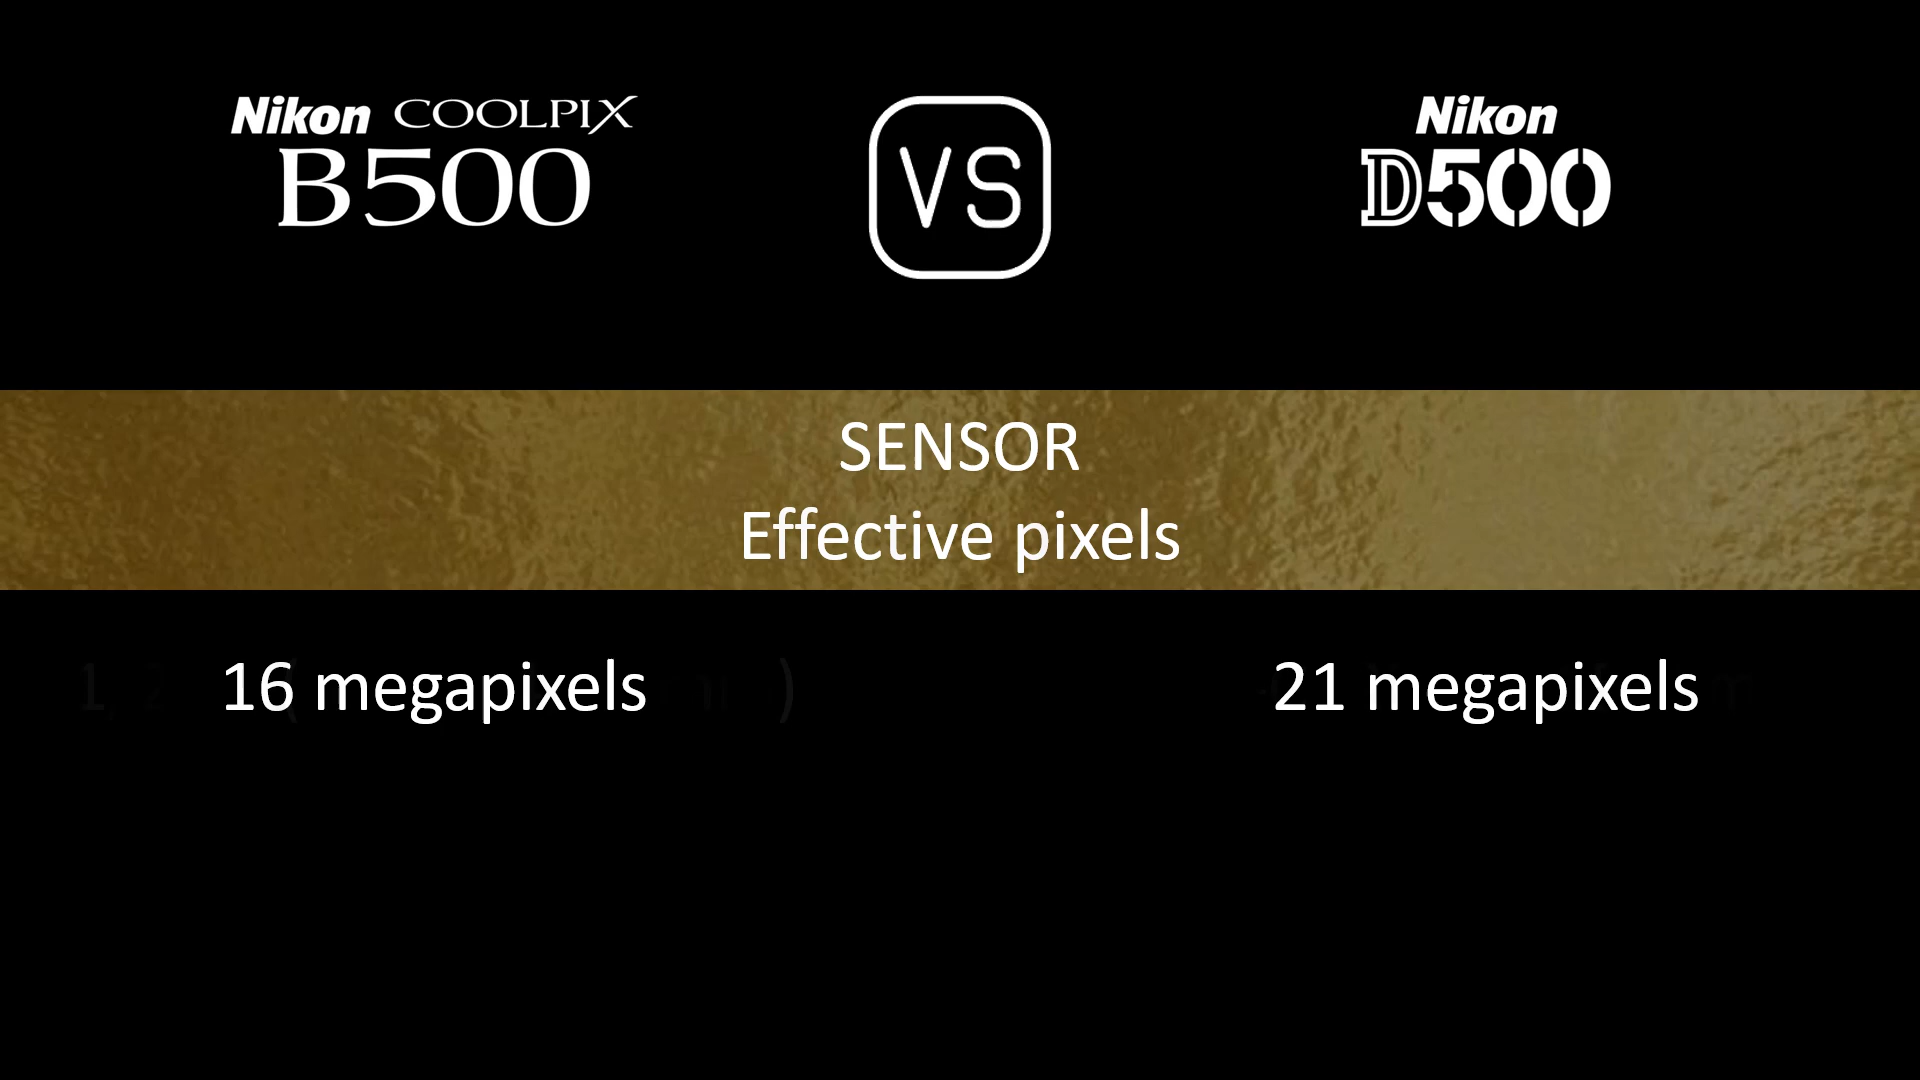 Nikon COOLPIX
B500
VS
Nikon
D500
SENSOR
Effective pixels
16 megapixels
21 megapixels